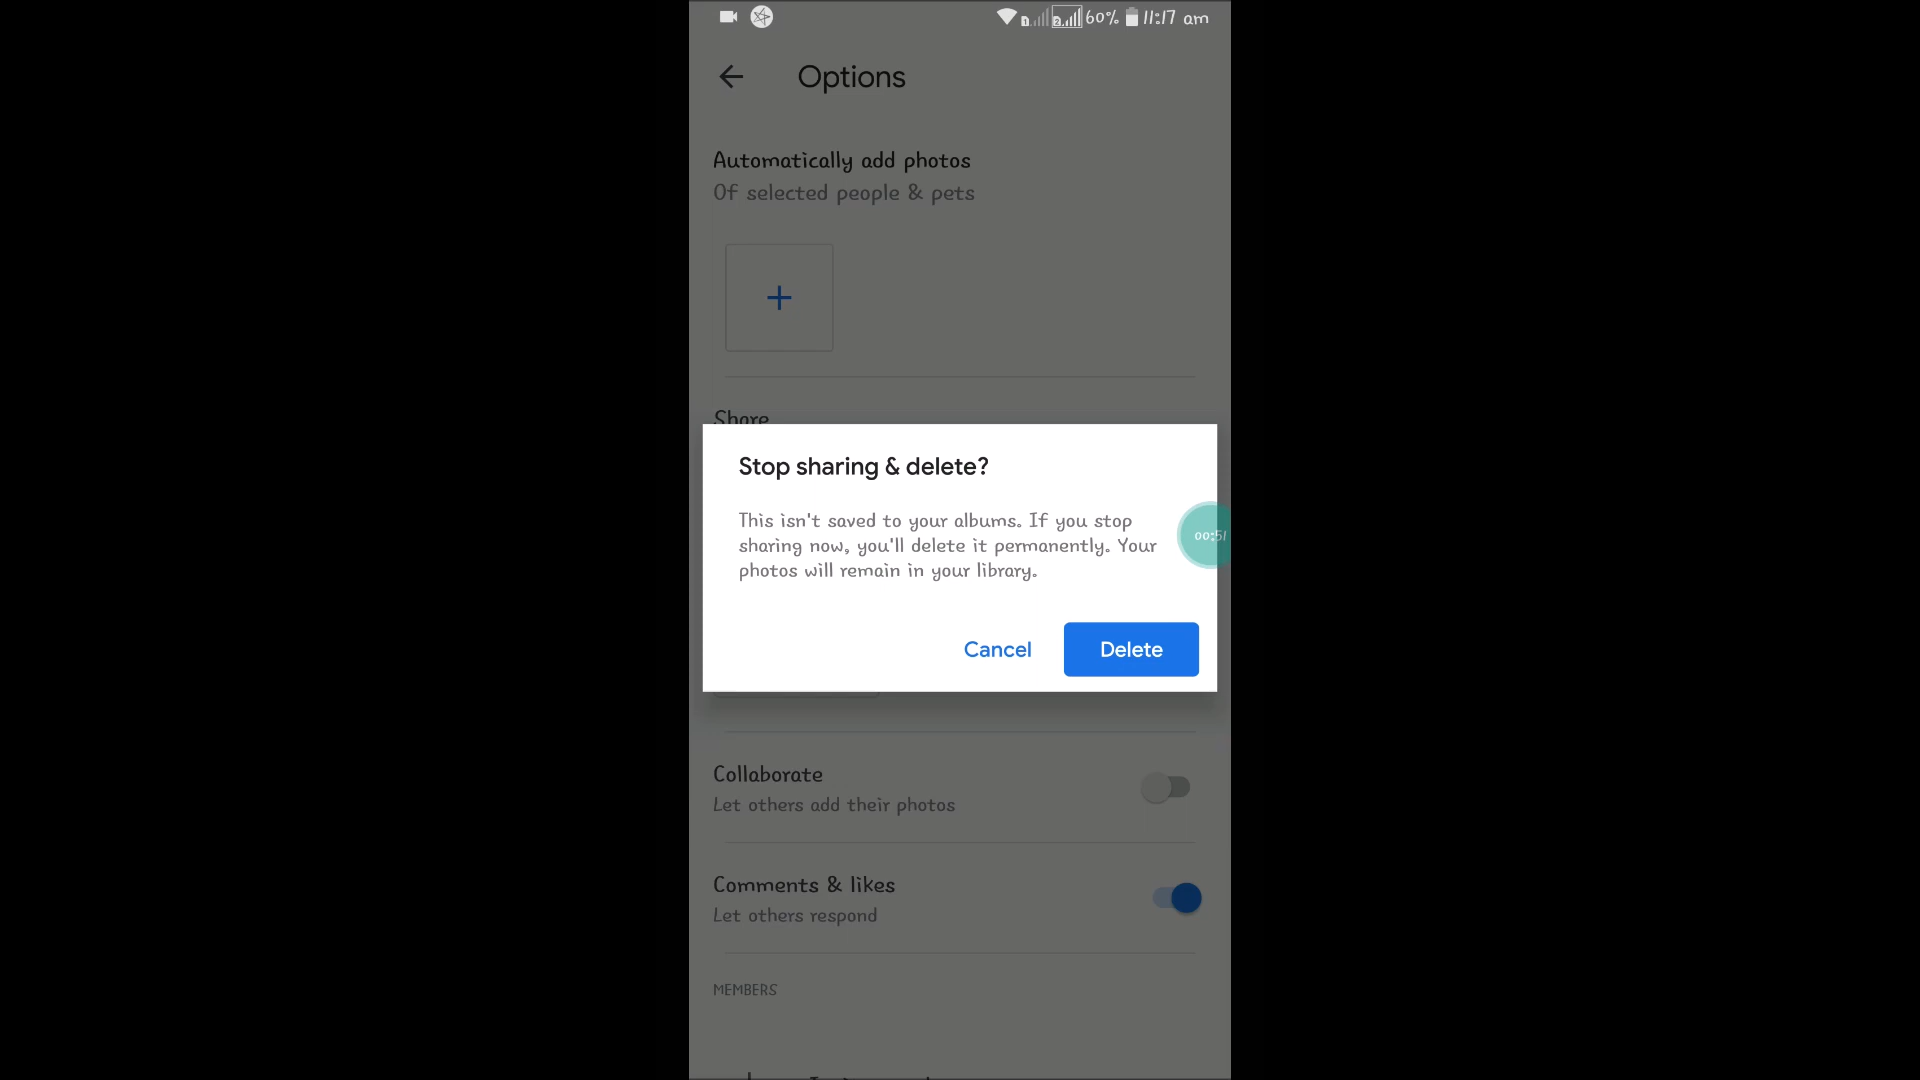 60% 11:17 am
Options
Automatically add photos
Of selected people & pets
Share
Stop sharing & delete?
This isn't saved to your albums. If you stop
sharing now, you'll delete it permanently. Your
photos will remain in your library.
00:51
Cancel Delete
Collaborate
Let others add their photos
Comments & likes
Let others respond
MEMBERS